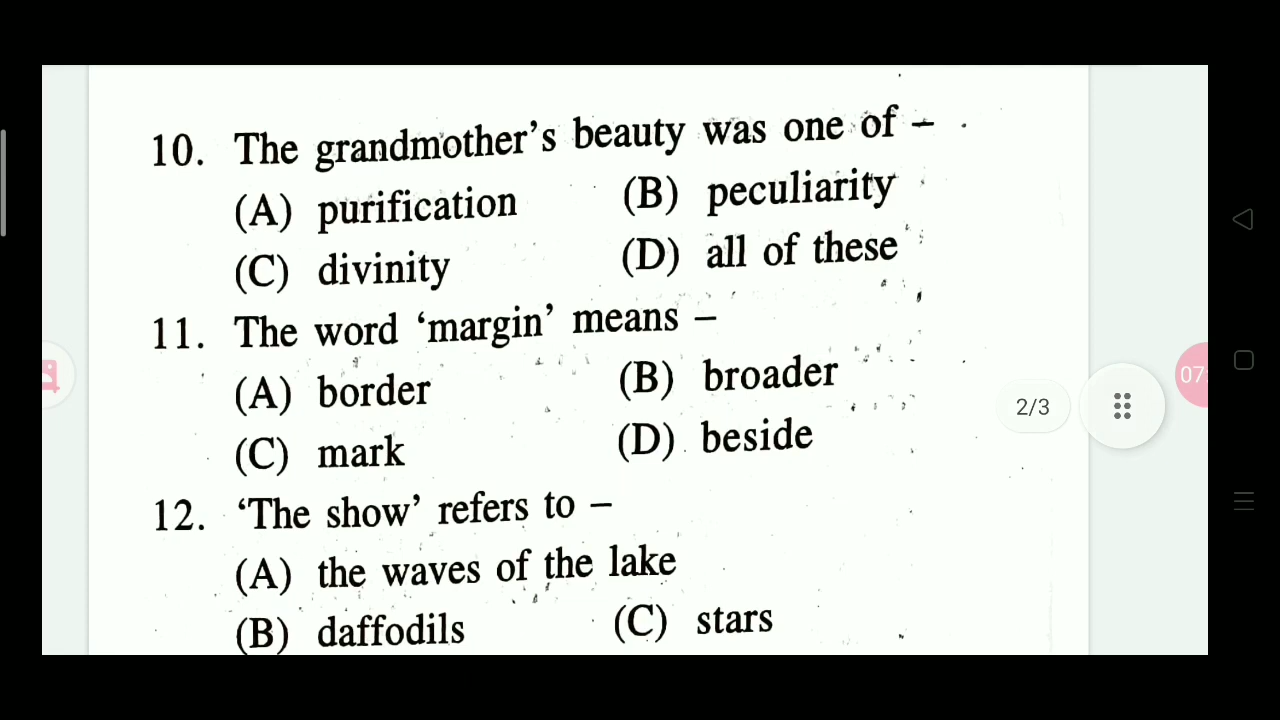 10. The grandmother's beauty was one of –
(A) purification (B) peculiarity
(C) divinity (D) all of these
11. The word 'margin' means –
(A) border (B) broader
(C) mark (D) beside
12. 'The show' refers to –
(A) the waves of the lake
(B) daffodils (C) stars
2/3
07